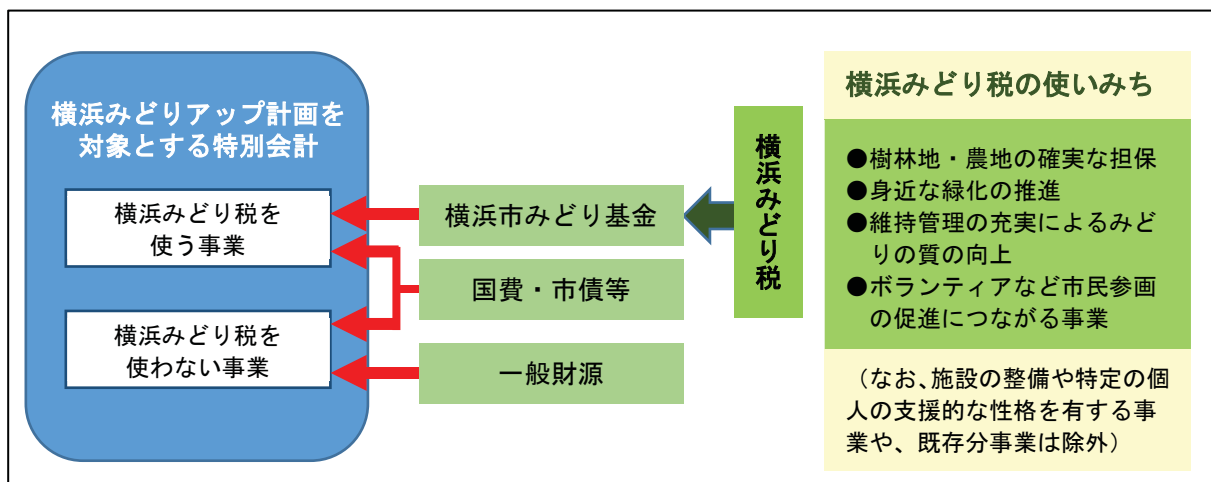 横浜みどりアップ計画を
対象とする特別会計
横浜みどり税を
使う事業
横浜みどり税を
使わない事業
横浜市みどり基金
国費・市債等
一般財源
横浜みどり税
横浜みどり税の使いみち
●樹林地・農地の確実な担保
●身近な緑化の推進
●維持管理の充実によるみど
りの質の向上
●ボランティアなど市民参画
の促進につながる事業
（なお、施設の整備や特定の個
人の支援的な性格を有する事
業や、既存分事業は除外）